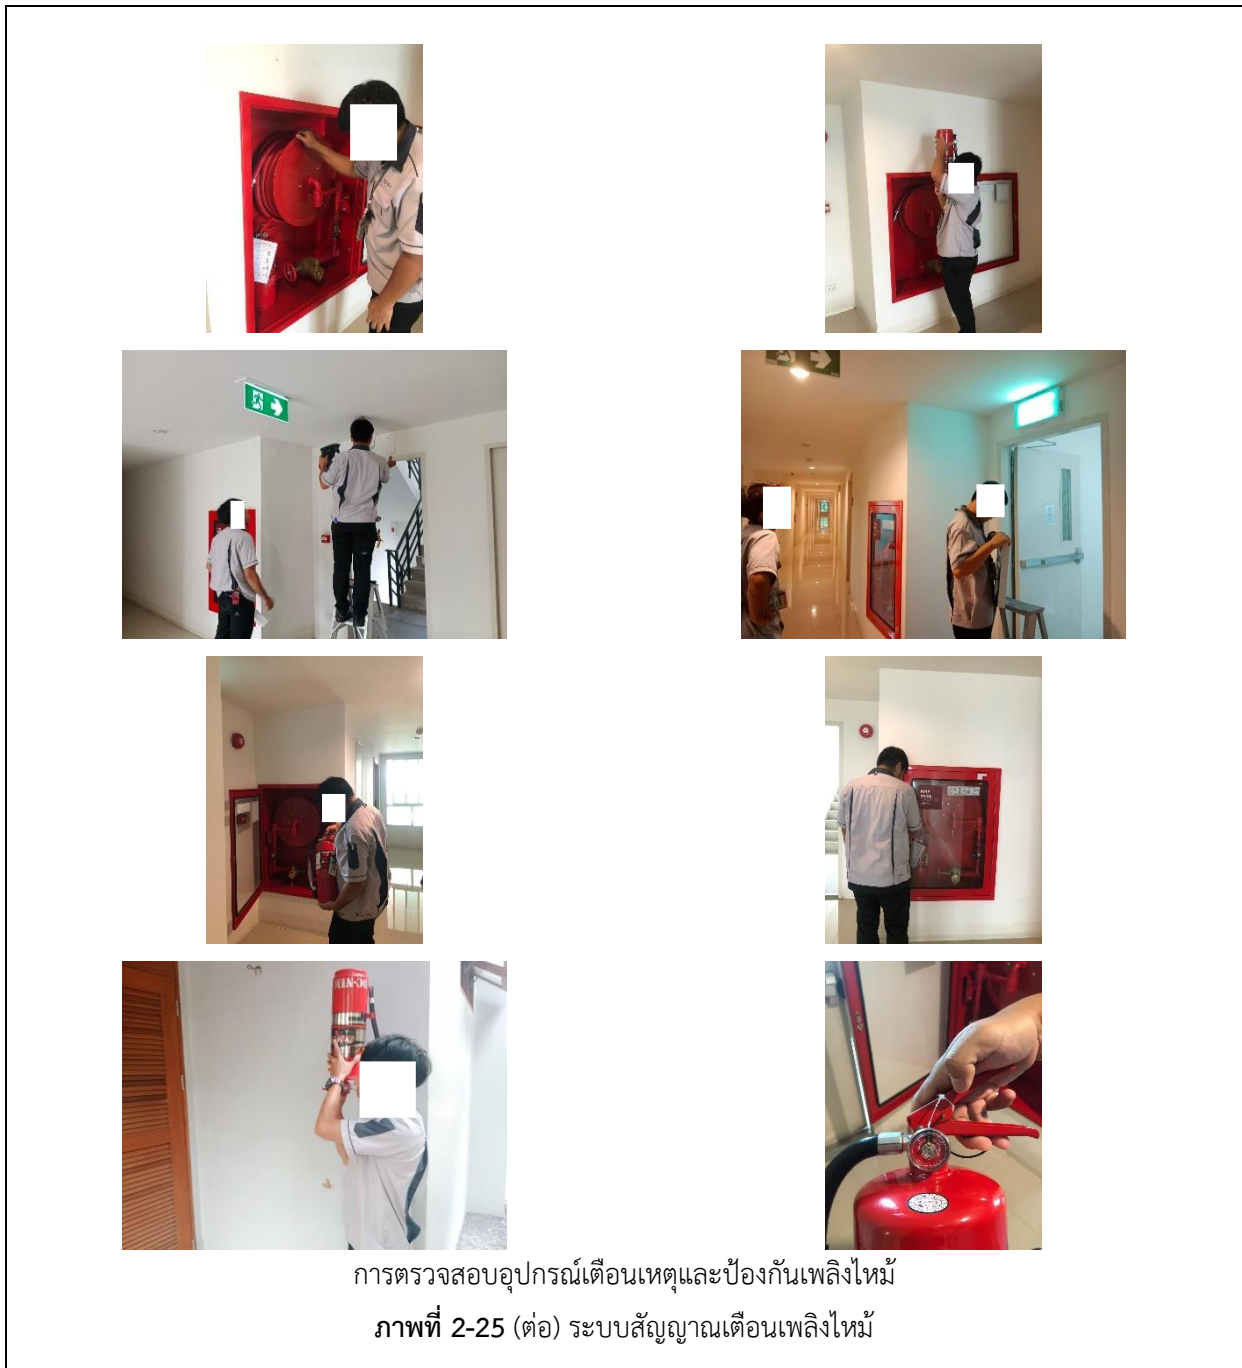 การตรวจสอบอุปกรณ์เตือนเหตุและป้องกันเพลิงไหม้
ภาพที่ 2-25 (ต่อ) ระบบสัญญาณเตือนเพลิงไหม้